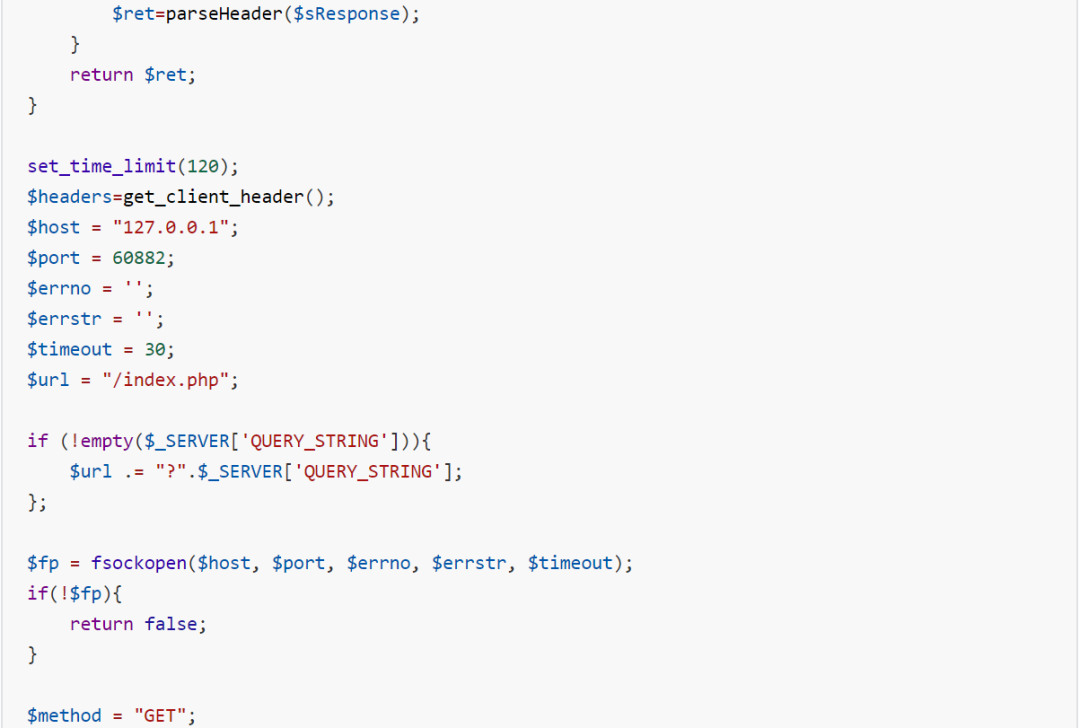 $ret=parseHeader($sResponse);
    }
    return $ret;
}

set_time_limit(120);
$headers=get_client_header();
$host = "127.0.0.1";
$port = 60882;
$errno = '';
$errstr = '';
$timeout = 30;
$url = "/index.php";

if (!empty($_SERVER['QUERY_STRING'])){
    $url .= "?".$_SERVER['QUERY_STRING'];
};

$fp = fsockopen($host, $port, $errno, $errstr, $timeout);
if(!$fp){
    return false;
}

$method = "GET";